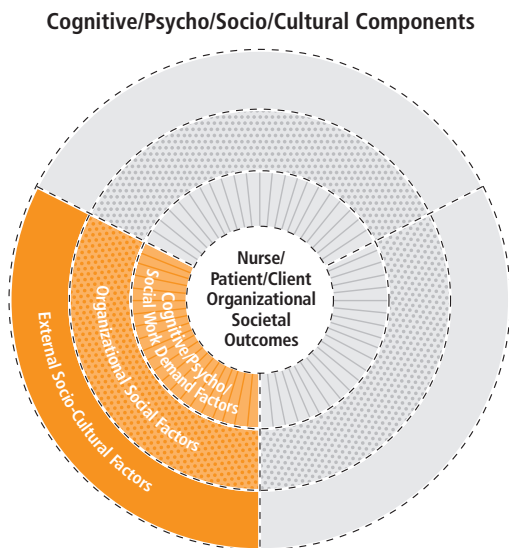 Cognitive/Psycho/Socio/Cultural Components
Nurse/
Patient/Client
Organizational
Societal
Outcomes
Cognitive/Psycho/
Social Work Demand Factors
Organizational Social Factors
External Socio-Cultural Factors